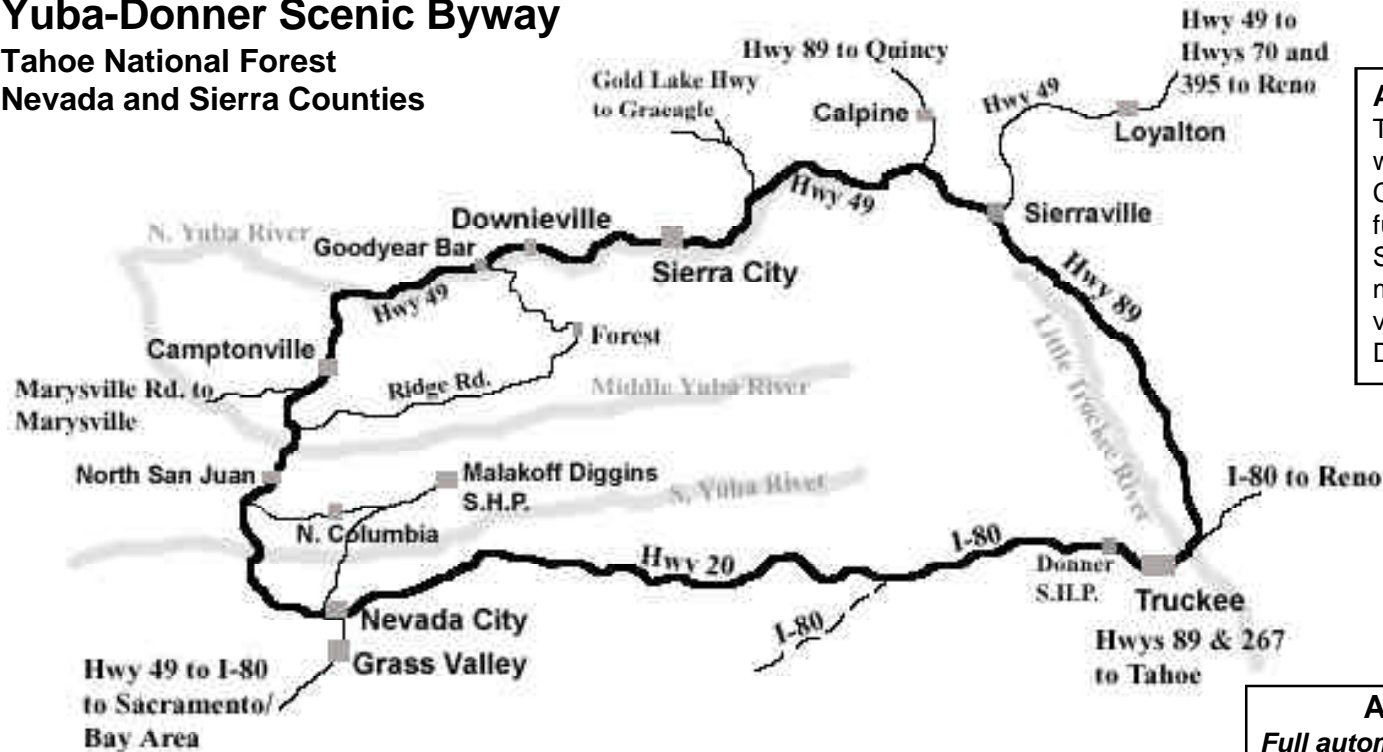 Yuba-Donner Scenic Byway
Tahoe National Forest
Nevada and Sierra Counties
Hwy 49 to
Hwys 70 and
395 to Reno
Hwy 89 to Quincy
Gold Lake Hwy
to Graeagle
Calpine
Hwy 49
Loyalton
Hwy 49
Sierraville
Downieville
N. Yuba River
Goodyear Bar
Sierra City
Hwy 89
Hwy 49
Forest
Little Truckee River
Camptonville
Ridge Rd.
Middle Yuba River
Marysville Rd. to
Marysville
North San Juan
Malakoff Diggins
S.H.P.
S. Yuba River
I-80 to Reno
N. Columbia
Hwy 20
I-80
Donner
S.H.P.
Truckee
Nevada City
I-80
Hwys 89 & 267
to Tahoe
Grass Valley
Hwy 49 to I-80
to Sacramento/
Bay Area
A
Full autor